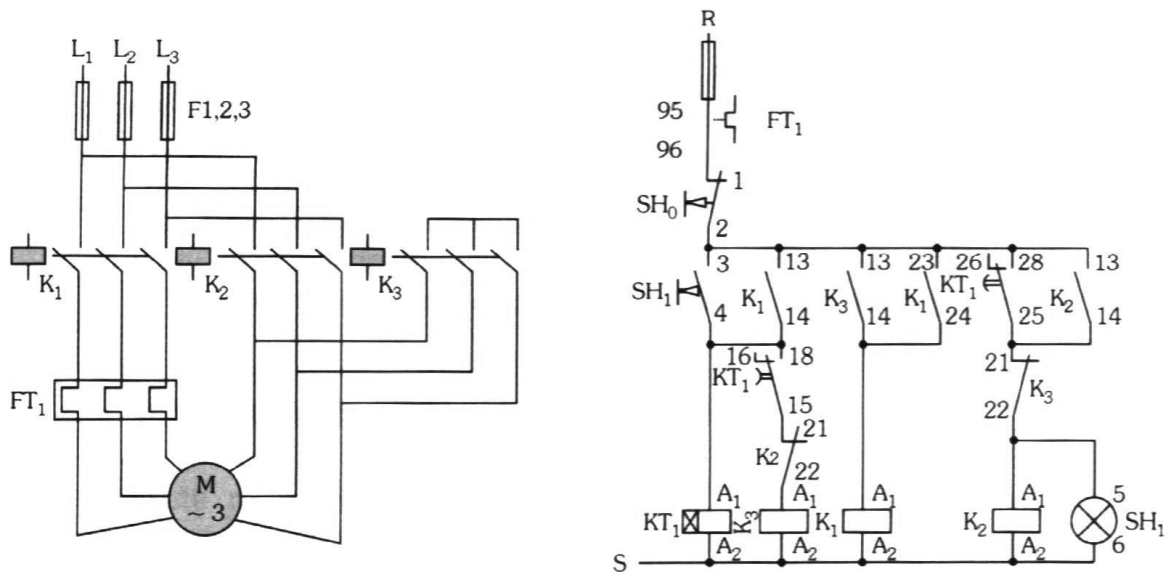 L₁ L₂ L₃
F1,2,3
K₁ K₂ K₃
FT₁
M
~ 3
R
95
FT₁
96
1
SH₀
2
3 13 13 23 26 28 13
SH₁ K₁ K₃ K₁ KT₁ K₂
4 14 14 24 25 14
16 18 21
KT₁ K₃
15 22
21
K₂
22
A₁ A₁ A₁ A₁ 5
KT₁ K₃ K₁ K₂ SH₁
A₂ A₂ A₂ A₂ 6
S